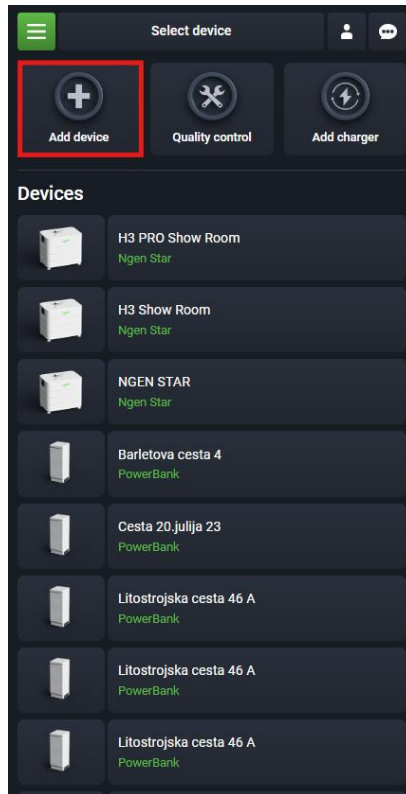 Select device
Add device
Quality control
Add charger
Devices
H3 PRO Show Room
Ngen Star
H3 Show Room
Ngen Star
NGEN STAR
Ngen Star
Barletova cesta 4
PowerBank
Cesta 20.julija 23
PowerBank
Litostrojska cesta 46 A
PowerBank
Litostrojska cesta 46 A
PowerBank
Litostrojska cesta 46 A
PowerBank